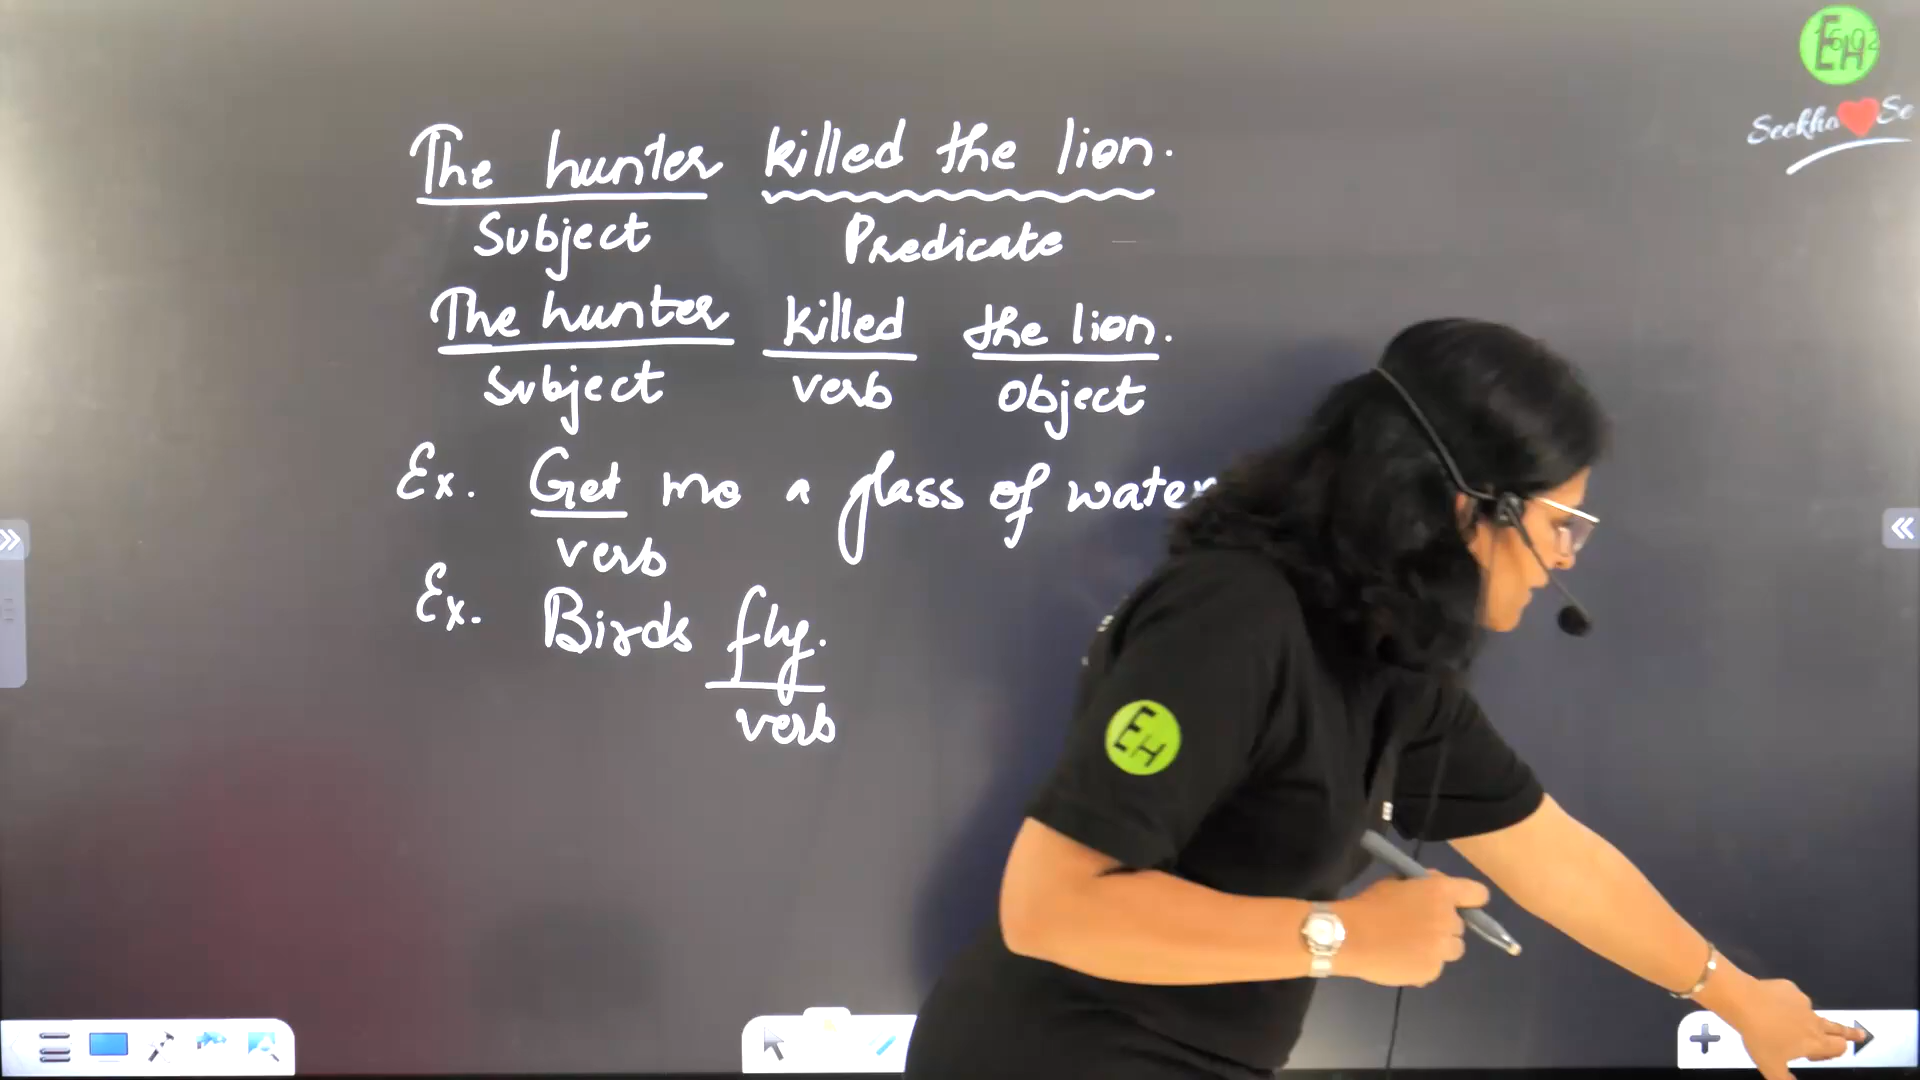 The hunter killed the lion.
Subject Predicate
The hunter killed the lion.
Subject verb object
Ex. Get me a glass of water
verb
Ex. Birds fly.
verb
EH
Seekho ❤ Se
EH